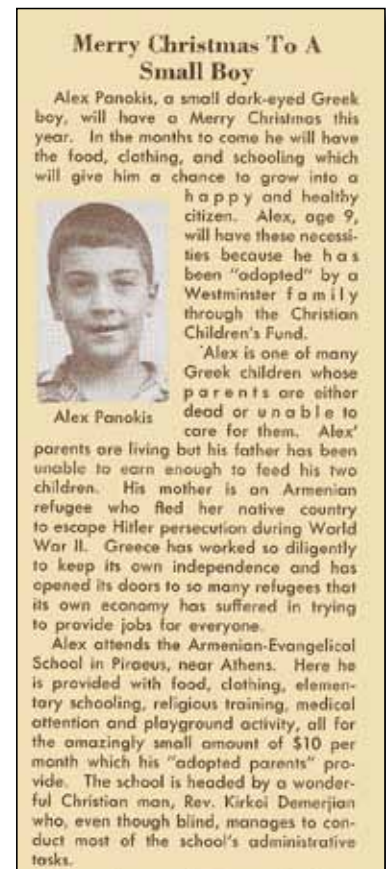 Merry Christmas To A
Small Boy
Alex Panokis, a small dark-eyed Greek
boy, will have a Merry Christmas this
year. In the months to come he will have
the food, clothing, and schooling which
will give him a chance to grow into a
happy and healthy
citizen. Alex, age 9,
will have these necessi-
ties because he has
been "adopted" by a
Westminster family
through the Christian
Children's Fund.
Alex is one of many
Greek children whose
parents are either
dead or unable to
care for them. Alex'
Alex Panokis
parents are living but his father has been
unable to earn enough to feed his two
children. His mother is an Armenian
refugee who fled her native country
to escape Hitler persecution during World
War II. Greece has worked so diligently
to keep its own independence and has
opened its doors to so many refugees that
its own economy has suffered in trying
to provide jobs for everyone.
Alex attends the Armenian-Evangelical
School in Piraeus, near Athens. Here he
is provided with food, clothing, elemen-
tary schooling, religious training, medical
attention and playground activity, all for
the amazingly small amount of $10 per
month which his "adopted parents" pro-
vide. The school is headed by a wonder-
ful Christian man, Rev. Kirkoi Demerjian
who, even though blind, manages to con-
duct most of the school's administrative
tasks.